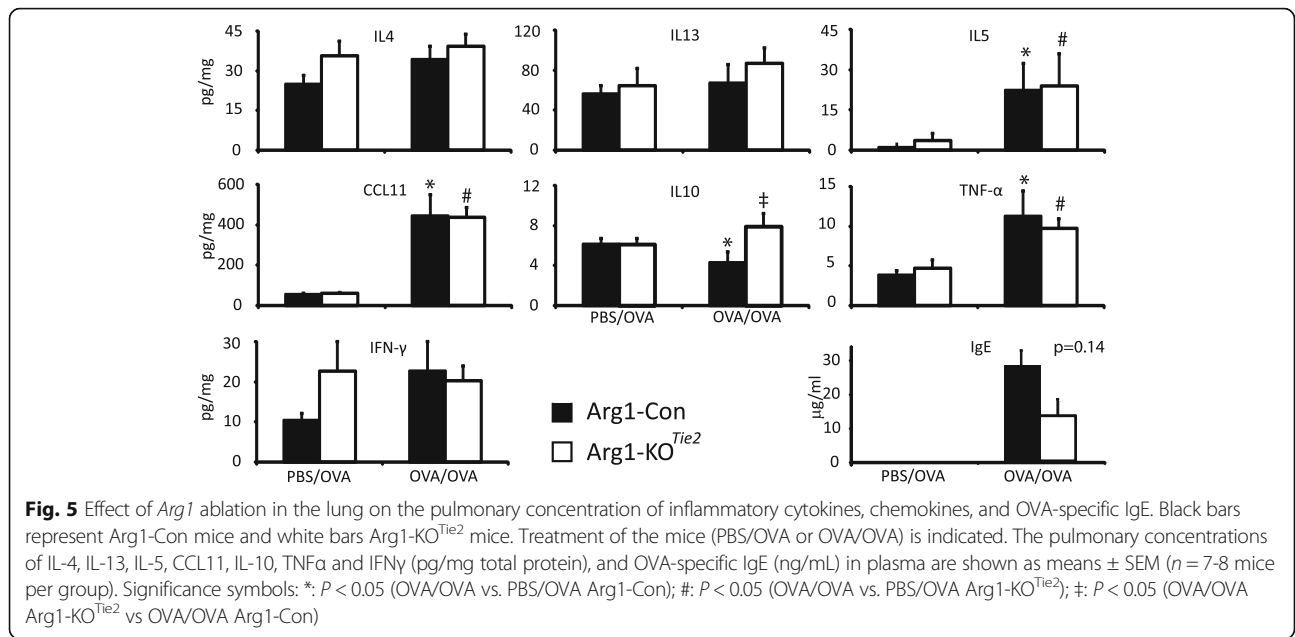 45
30
15
0
pg/mg
IL4
120
80
40
0
IL13
45
30
15
0
IL5
*
#
600
400
200
0
pg/mg
CCL11
*
#
12
8
4
0
IL10
*
‡
PBS/OVA OVA/OVA
15
10
5
0
TNF-α
*
#
30
20
10
0
pg/mg
IFN-γ
PBS/OVA OVA/OVA
Arg1-Con
Arg1-KO^Tie2
30
20
10
0
µg/ml
IgE p=0.14
PBS/OVA OVA/OVA
Fig. 5 Effect of Arg1 ablation in the lung on the pulmonary concentration of inflammatory cytokines, chemokines, and OVA-specific IgE. Black bars
represent Arg1-Con mice and white bars Arg1-KO^Tie2 mice. Treatment of the mice (PBS/OVA or OVA/OVA) is indicated. The pulmonary concentrations
of IL-4, IL-13, IL-5, CCL11, IL-10, TNFα and IFNγ (pg/mg total protein), and OVA-specific IgE (ng/mL) in plasma are shown as means ± SEM (n = 7-8 mice
per group). Significance symbols: *: P < 0.05 (OVA/OVA vs. PBS/OVA Arg1-Con); #: P < 0.05 (OVA/OVA vs. PBS/OVA Arg1-KO^Tie2); ‡: P < 0.05 (OVA/OVA
Arg1-KO^Tie2 vs OVA/OVA Arg1-Con)